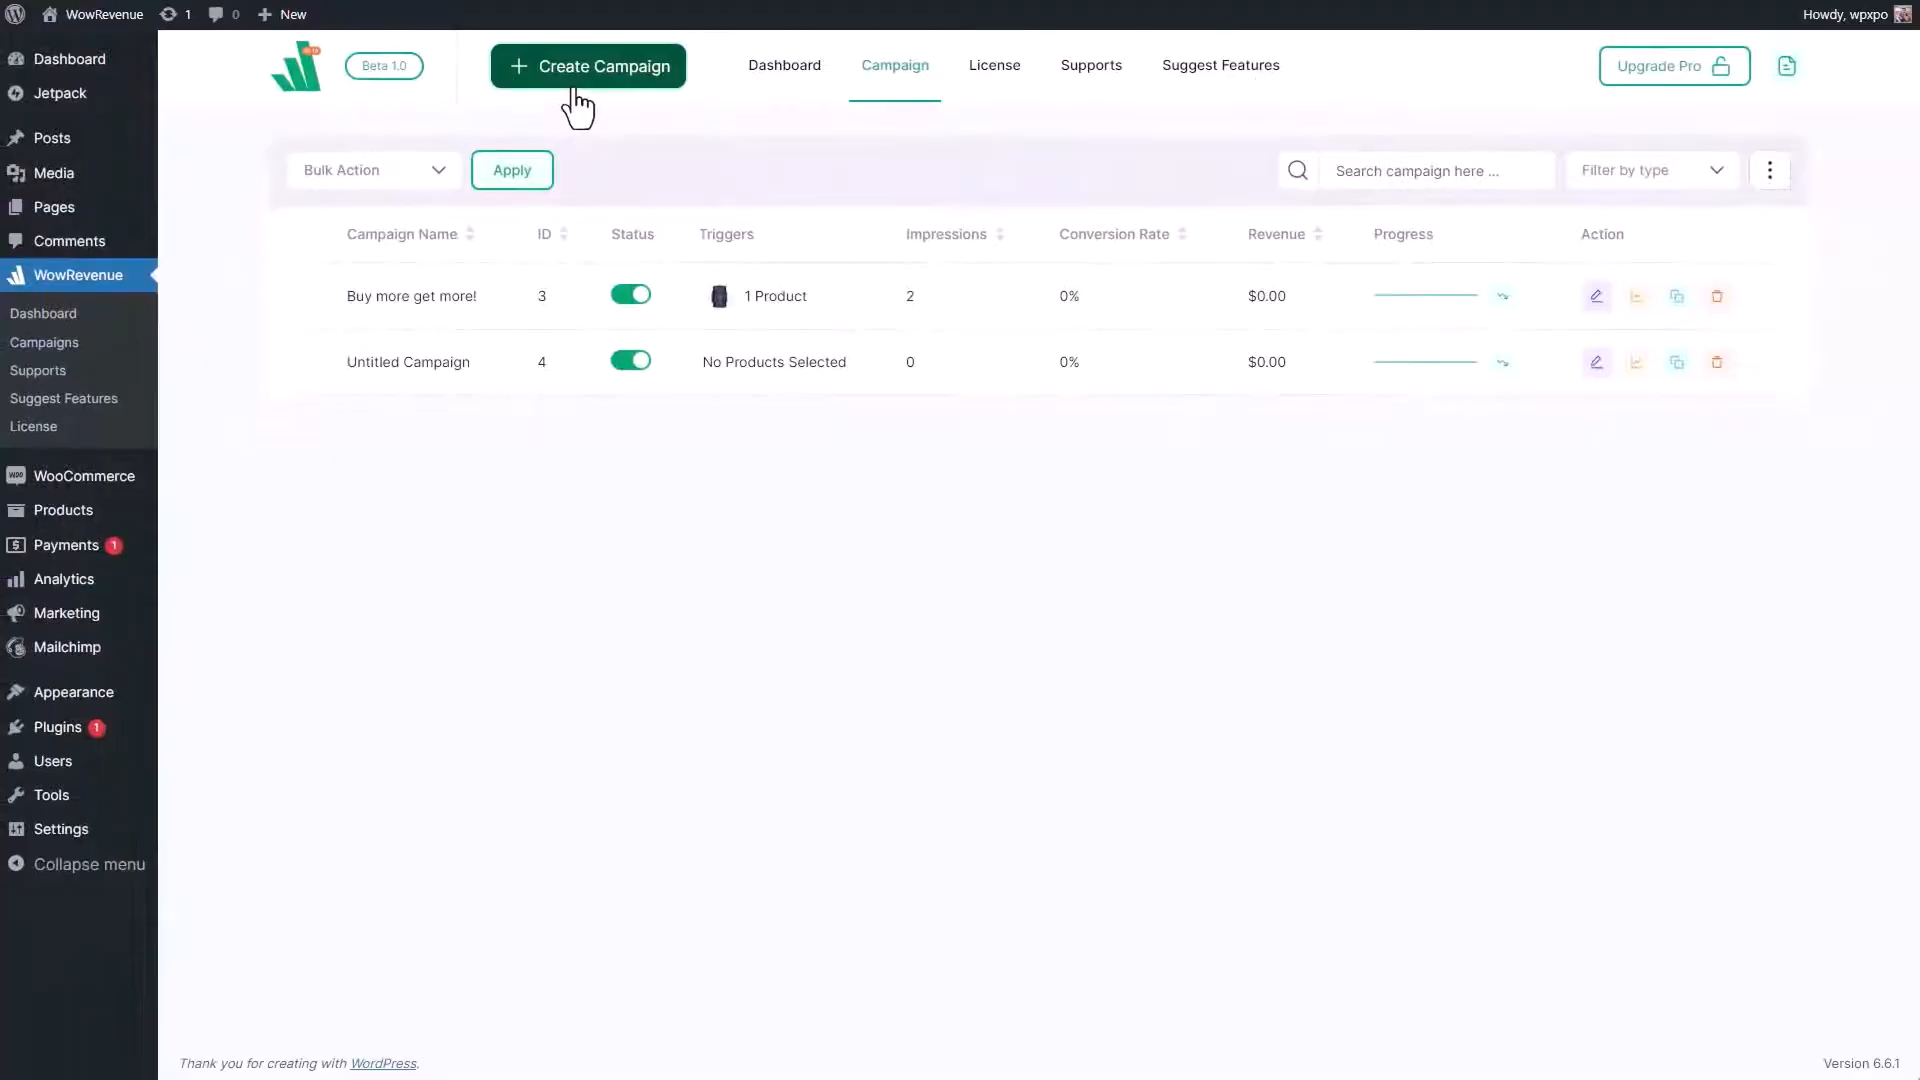 WowRevenue 1 0 New Howdy, wpxpo
Dashboard
Jetpack
Posts
Media
Pages
Comments
WowRevenue
Dashboard
Campaigns
Supports
Suggest Features
License
WooCommerce
Products
Payments 1
Analytics
Marketing
Mailchimp
Appearance
Plugins 1
Users
Tools
Settings
Collapse menu
Beta 1.0 + Create Campaign Dashboard Campaign License Supports Suggest Features Upgrade Pro
Bulk Action Apply Search campaign here ... Filter by type
Campaign Name ID Status Triggers Impressions Conversion Rate Revenue Progress Action
Buy more get more! 3 1 Product 2 0% $0.00
Untitled Campaign 4 No Products Selected 0 0% $0.00
Thank you for creating with WordPress. Version 6.6.1